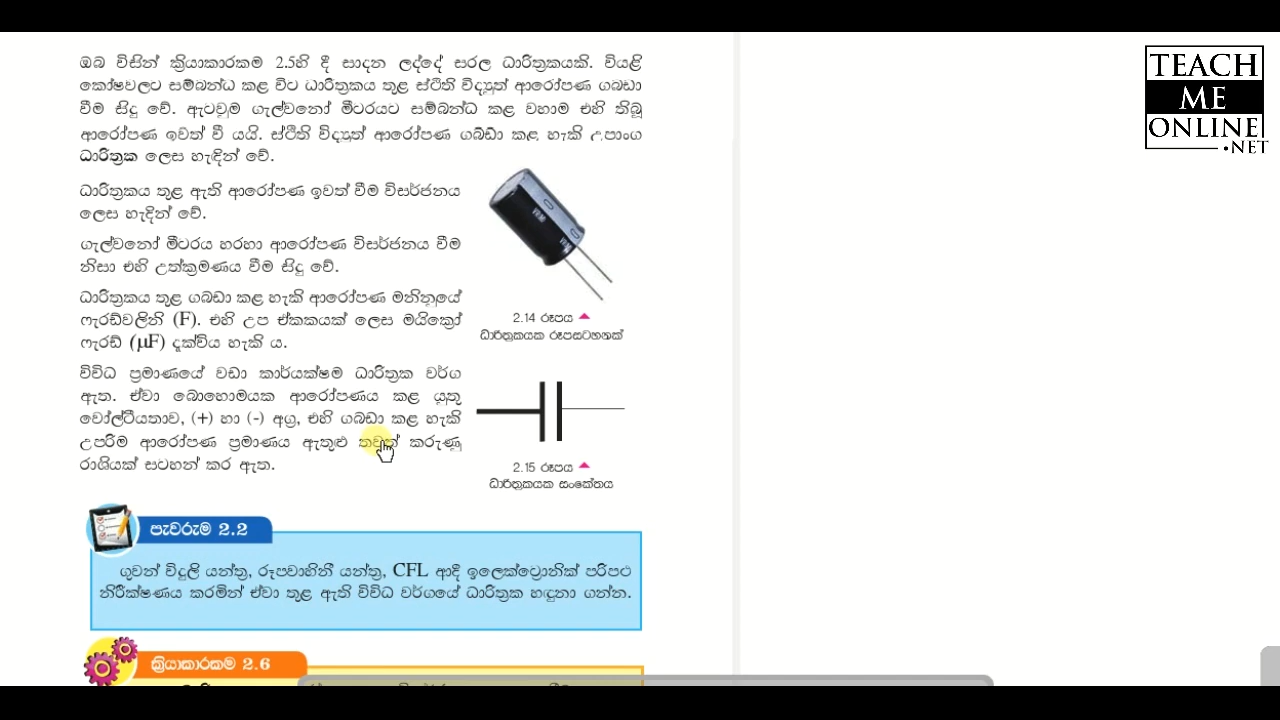 ඔබ විසින් ක්‍රියාකාරකම 2.5හි දී සාදන ලද්දේ සරල ධාරිත්‍රකයකි. වියළි
කෝෂවලට සම්බන්ධ කළ විට ධාරිත්‍රකය තුළ ස්ථිති විද්‍යුත් ආරෝපණ ගබඩා
වීම සිදු වේ. ඇටවුම ගැල්වනෝ මීටරයට සම්බන්ධ කළ වහාම එහි තිබූ
ආරෝපණ ඉවත් වී යයි. ස්ථිති විද්‍යුත් ආරෝපණ ගබඩා කළ හැකි උපාංග
ධාරිත්‍රක ලෙස හැඳින් වේ.
ධාරිත්‍රකය තුළ ඇති ආරෝපණ ඉවත් වීම විසර්ජනය
ලෙස හැදින් වේ.
ගැල්වනෝ මීටරය හරහා ආරෝපණ විසර්ජනය වීම
නිසා එහි උත්ක්‍රමණය වීම සිදු වේ.
ධාරිත්‍රකය තුළ ගබඩා කළ හැකි ආරෝපණ මනිනුයේ
ෆැරඩ්වලිනි (F). එහි උප ඒකකයක් ලෙස මයික්‍රෝ
ෆැරඩ් (µF) දැක්විය හැකි ය.
විවිධ ප්‍රමාණයේ වඩා කාර්යක්ෂම ධාරිත්‍රක වර්ග
ඇත. ඒවා බොහොමයක ආරෝපණය කළ යුතු
වෝල්ටීයතාව, (+) හා (-) අග්‍ර, එහි ගබඩා කළ හැකි
උපරිම ආරෝපණ ප්‍රමාණය ඇතුළු තවත් කරුණු
රාශියක් සටහන් කර ඇත.
2.14 රූපය
ධාරිත්‍රකයක රූපසටහනක්
2.15 රූපය
ධාරිත්‍රකයක සංකේතය
පැවරුම 2.2
ගුවන් විදුලි යන්ත්‍ර, රූපවාහිනී යන්ත්‍ර, CFL ආදී ඉලෙක්ට්‍රොනික් පරිපථ
නිරීක්ෂණය කරමින් ඒවා තුළ ඇති විවිධ වර්ගයේ ධාරිත්‍රක හඳුනා ගන්න.
ක්‍රියාකාරකම 2.6
TEACH
ME
ONLINE
.NET